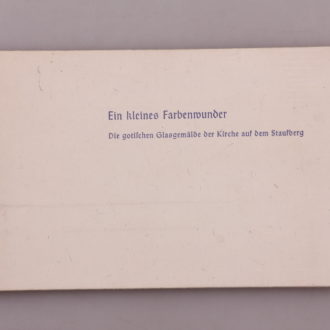 Ein kleines Farbenwunder
Die gotischen Glasgemälde der Kirche auf dem Staufberg